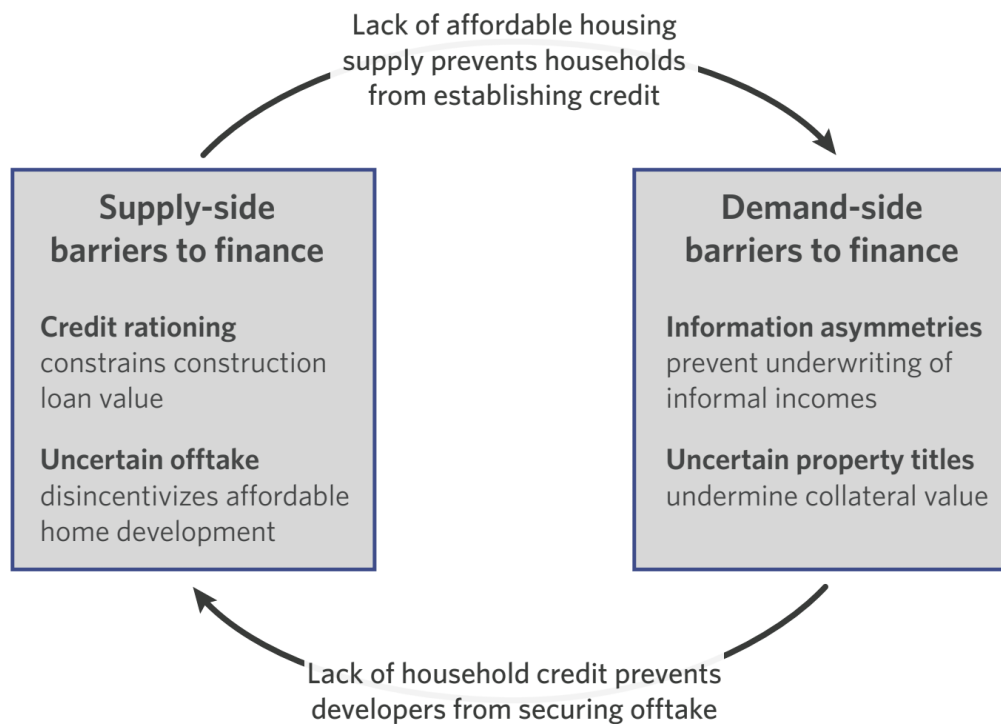 Lack of affordable housing
supply prevents households
from establishing credit
Supply-side
barriers to finance
Credit rationing
constrains construction
loan value
Uncertain offtake
disincentivizes affordable
home development
Demand-side
barriers to finance
Information asymmetries
prevent underwriting of
informal incomes
Uncertain property titles
undermine collateral value
Lack of household credit prevents
developers from securing offtake